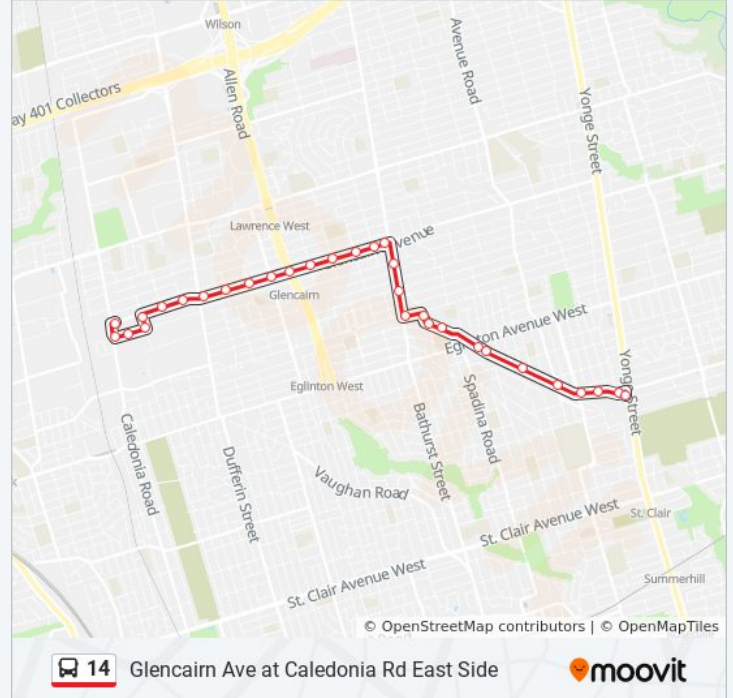 Wilson
Avenue Road
ay 401 Collectors
Allen Road
Yonge Street
Lawrence West
Avenue
Glencairn
Eglinton Avenue West
Yonge Street
Eglinton West
Spadina Road
Bathurst Street
Caledonia Road
Dufferin Street
Vaughan Road
St. Clair Avenue West
St. Clair
St. Clair Avenue West
Summerhill
© OpenStreetMap contributors | © OpenMapTiles
14 Glencairn Ave at Caledonia Rd East Side moovit